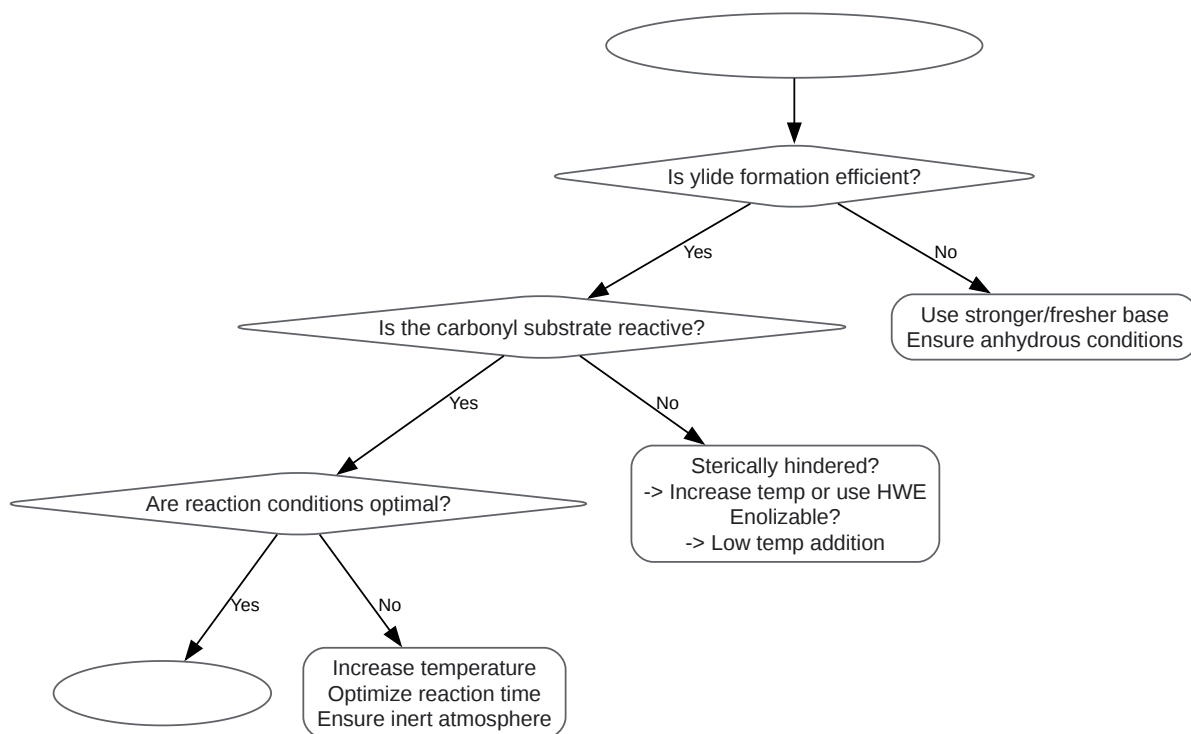 Is ylide formation efficient?
Yes
No
Is the carbonyl substrate reactive?
Use stronger/fresher base
Ensure anhydrous conditions
Yes
No
Are reaction conditions optimal?
Sterically hindered?
-> Increase temp or use HWE
Enolizable?
-> Low temp addition
Yes
No
Increase temperature
Optimize reaction time
Ensure inert atmosphere